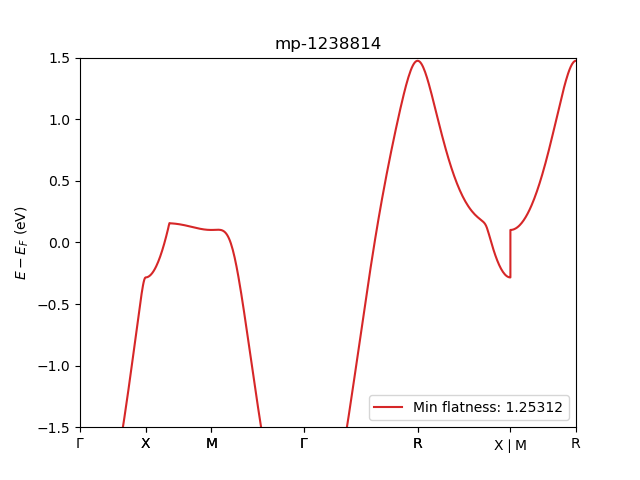 mp-1238814
E − E_F (eV)
1.5
1.0
0.5
0.0
−0.5
−1.0
−1.5
Min flatness: 1.25312
Γ X M Γ R X | M R